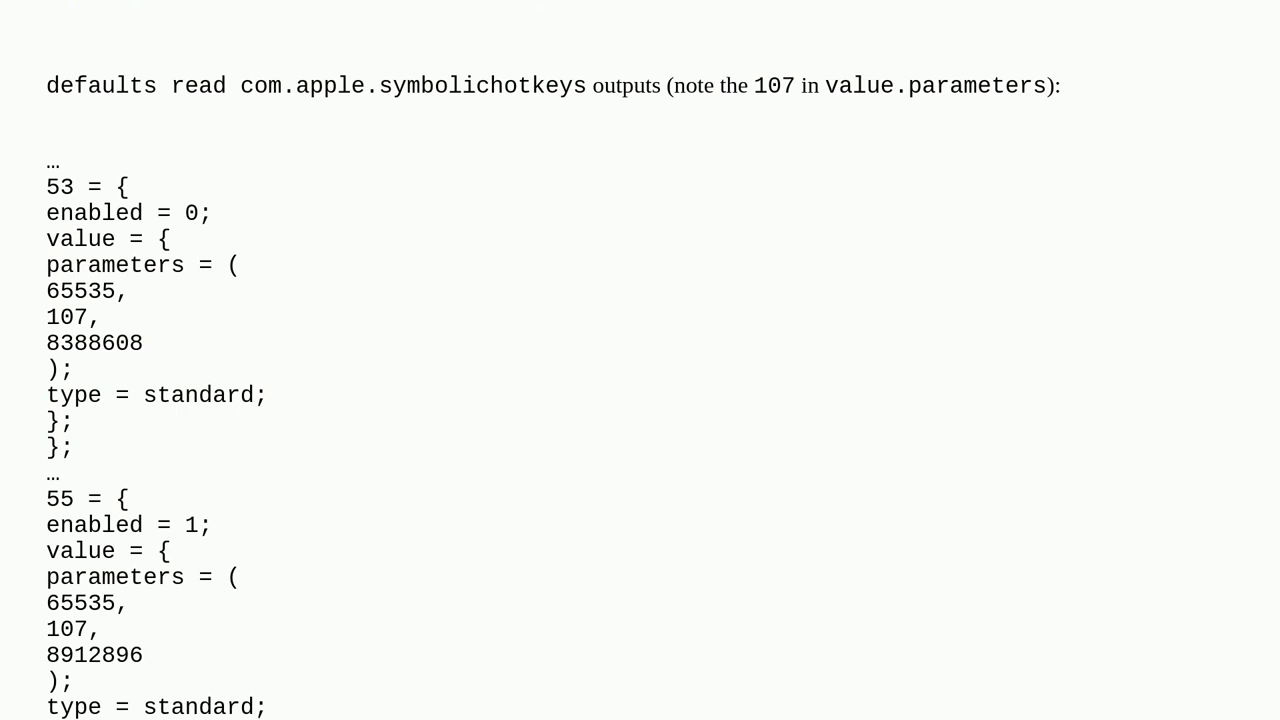 defaults read com.apple.symbolichotkeys outputs (note the 107 in value.parameters):
…
53 = {
enabled = 0;
value = {
parameters = (
65535,
107,
8388608
);
type = standard;
};
};
…
55 = {
enabled = 1;
value = {
parameters = (
65535,
107,
8912896
);
type = standard;